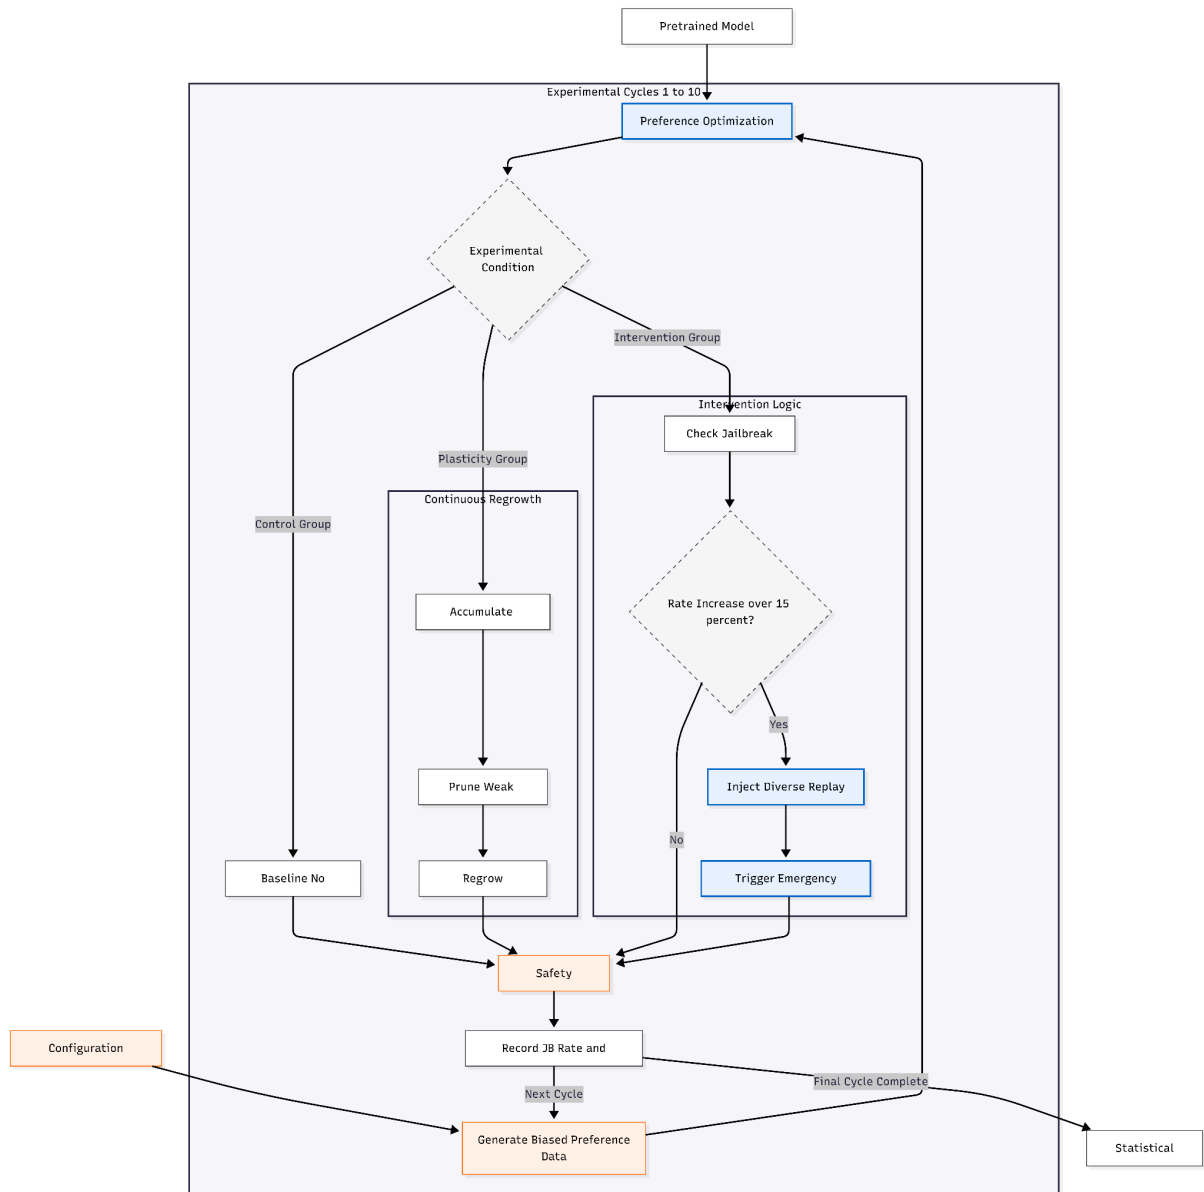 Pretrained Model
Experimental Cycles 1 to 10
Preference Optimization
Experimental
Condition
Intervention Group
Intervention Logic
Check Jailbreak
Plasticity Group
Continuous Regrowth
Control Group
Accumulate
Rate Increase over 15
percent?
Yes
Prune Weak
Inject Diverse Replay
No
Baseline No
Regrow
Trigger Emergency
Safety
Configuration
Record JB Rate and
Final Cycle Complete
Next Cycle
Generate Biased Preference
Data
Statistical